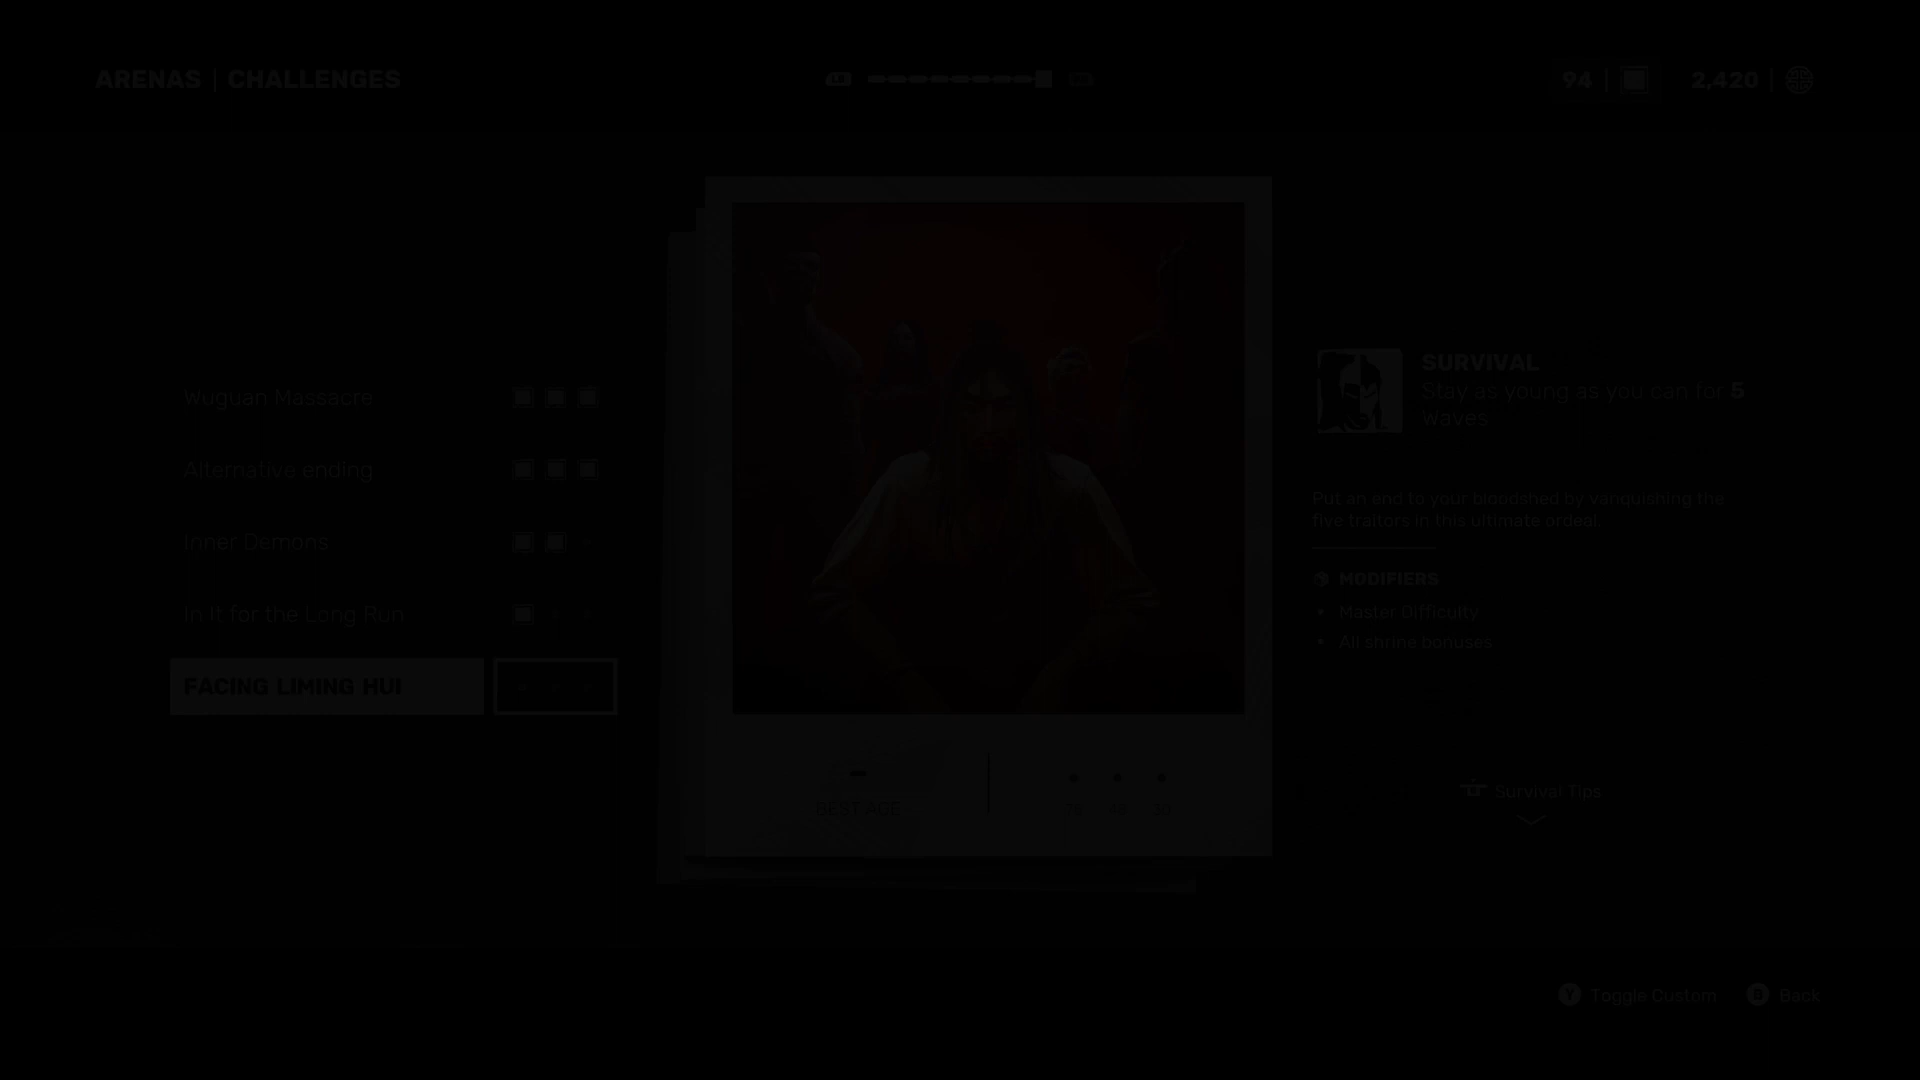 ARENAS | CHALLENGES
94
2,420
Wuguan Massacre
Alternative ending
Inner Demons
In It for the Long Run
FACING LIMING HUI
BEST AGE
SURVIVAL
Stay as young as you can for 5
Waves
Put an end to your bloodshed by vanquishing the
five traitors in this ultimate ordeal.
MODIFIERS
• Master Difficulty
• All shrine bonuses
Survival Tips
Y Toggle Custom
B Back